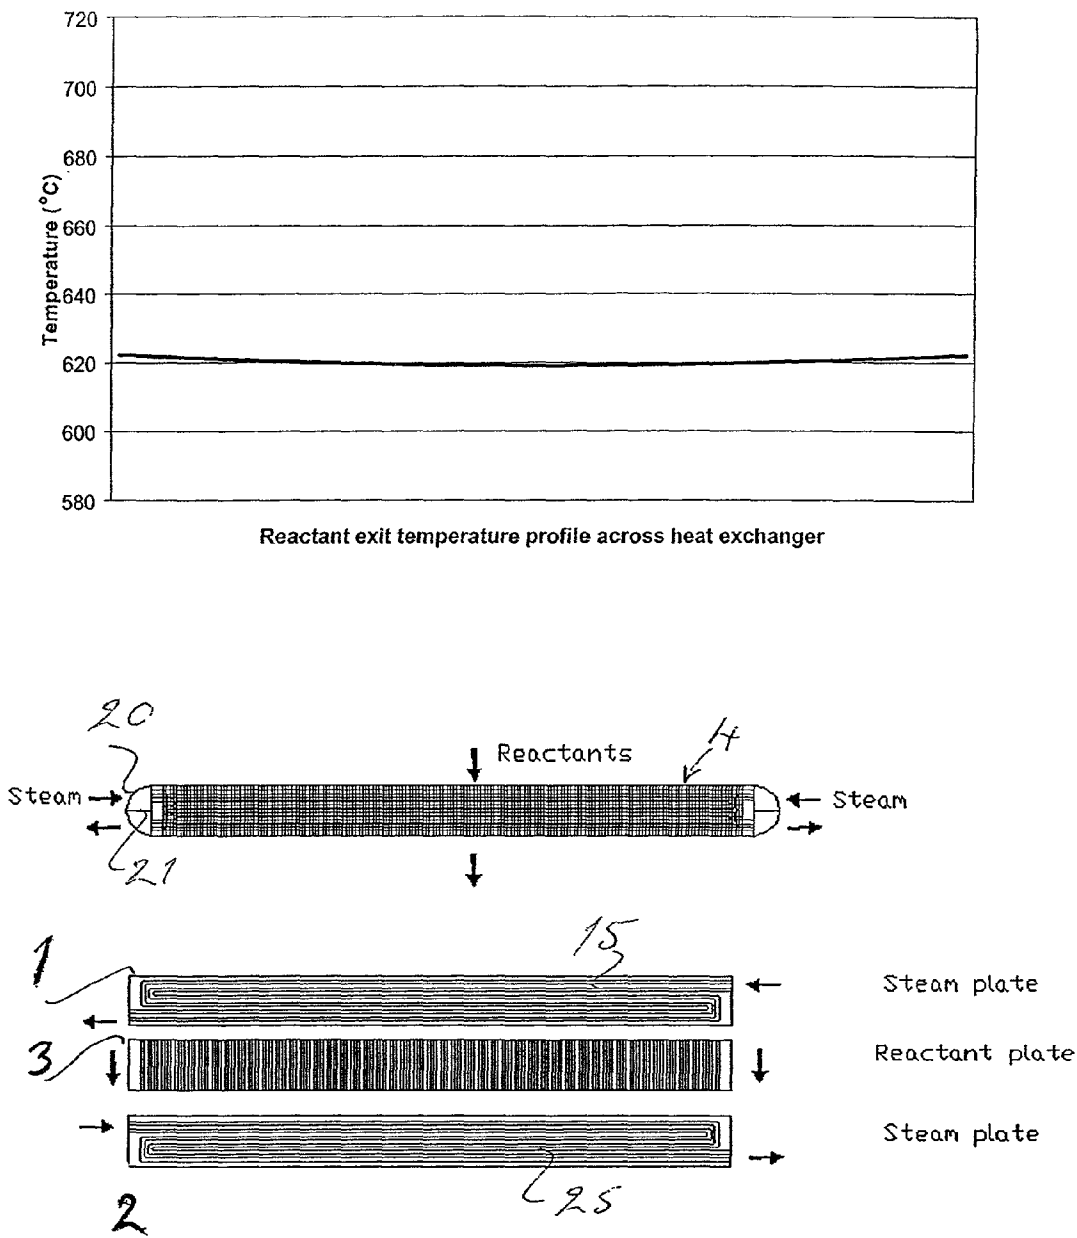 720
700
680
660
640
620
600
580
Temperature (°C)
Reactant exit temperature profile across heat exchanger
20
Reactants
4
Steam
Steam
21
15
1
Steam plate
3
Reactant plate
Steam plate
25
2